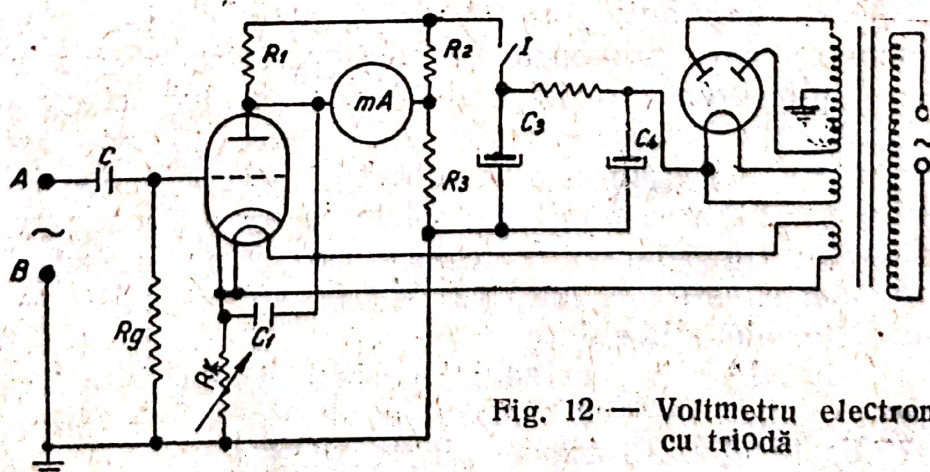 R1
R2
I
mA
C3
C4
A
C
R3
~
~
B
Rg
C1
Rk
Fig. 12 — Voltmetru electron
cu triodă